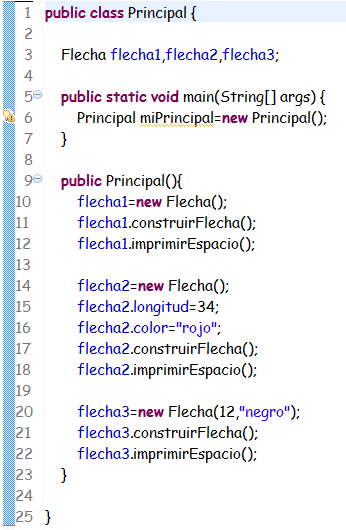 1 public class Principal {
2
3 Flecha flecha1,flecha2,flecha3;
4
5 public static void main(String[] args) {
6 Principal miPrincipal=new Principal();
7 }
8
9 public Principal(){
10 flecha1=new Flecha();
11 flecha1.construirFlecha();
12 flecha1.imprimirEspacio();
13
14 flecha2=new Flecha();
15 flecha2.longitud=34;
16 flecha2.color="rojo";
17 flecha2.construirFlecha();
18 flecha2.imprimirEspacio();
19
20 flecha3=new Flecha(12,"negro");
21 flecha3.construirFlecha();
22 flecha3.imprimirEspacio();
23 }
24
25 }